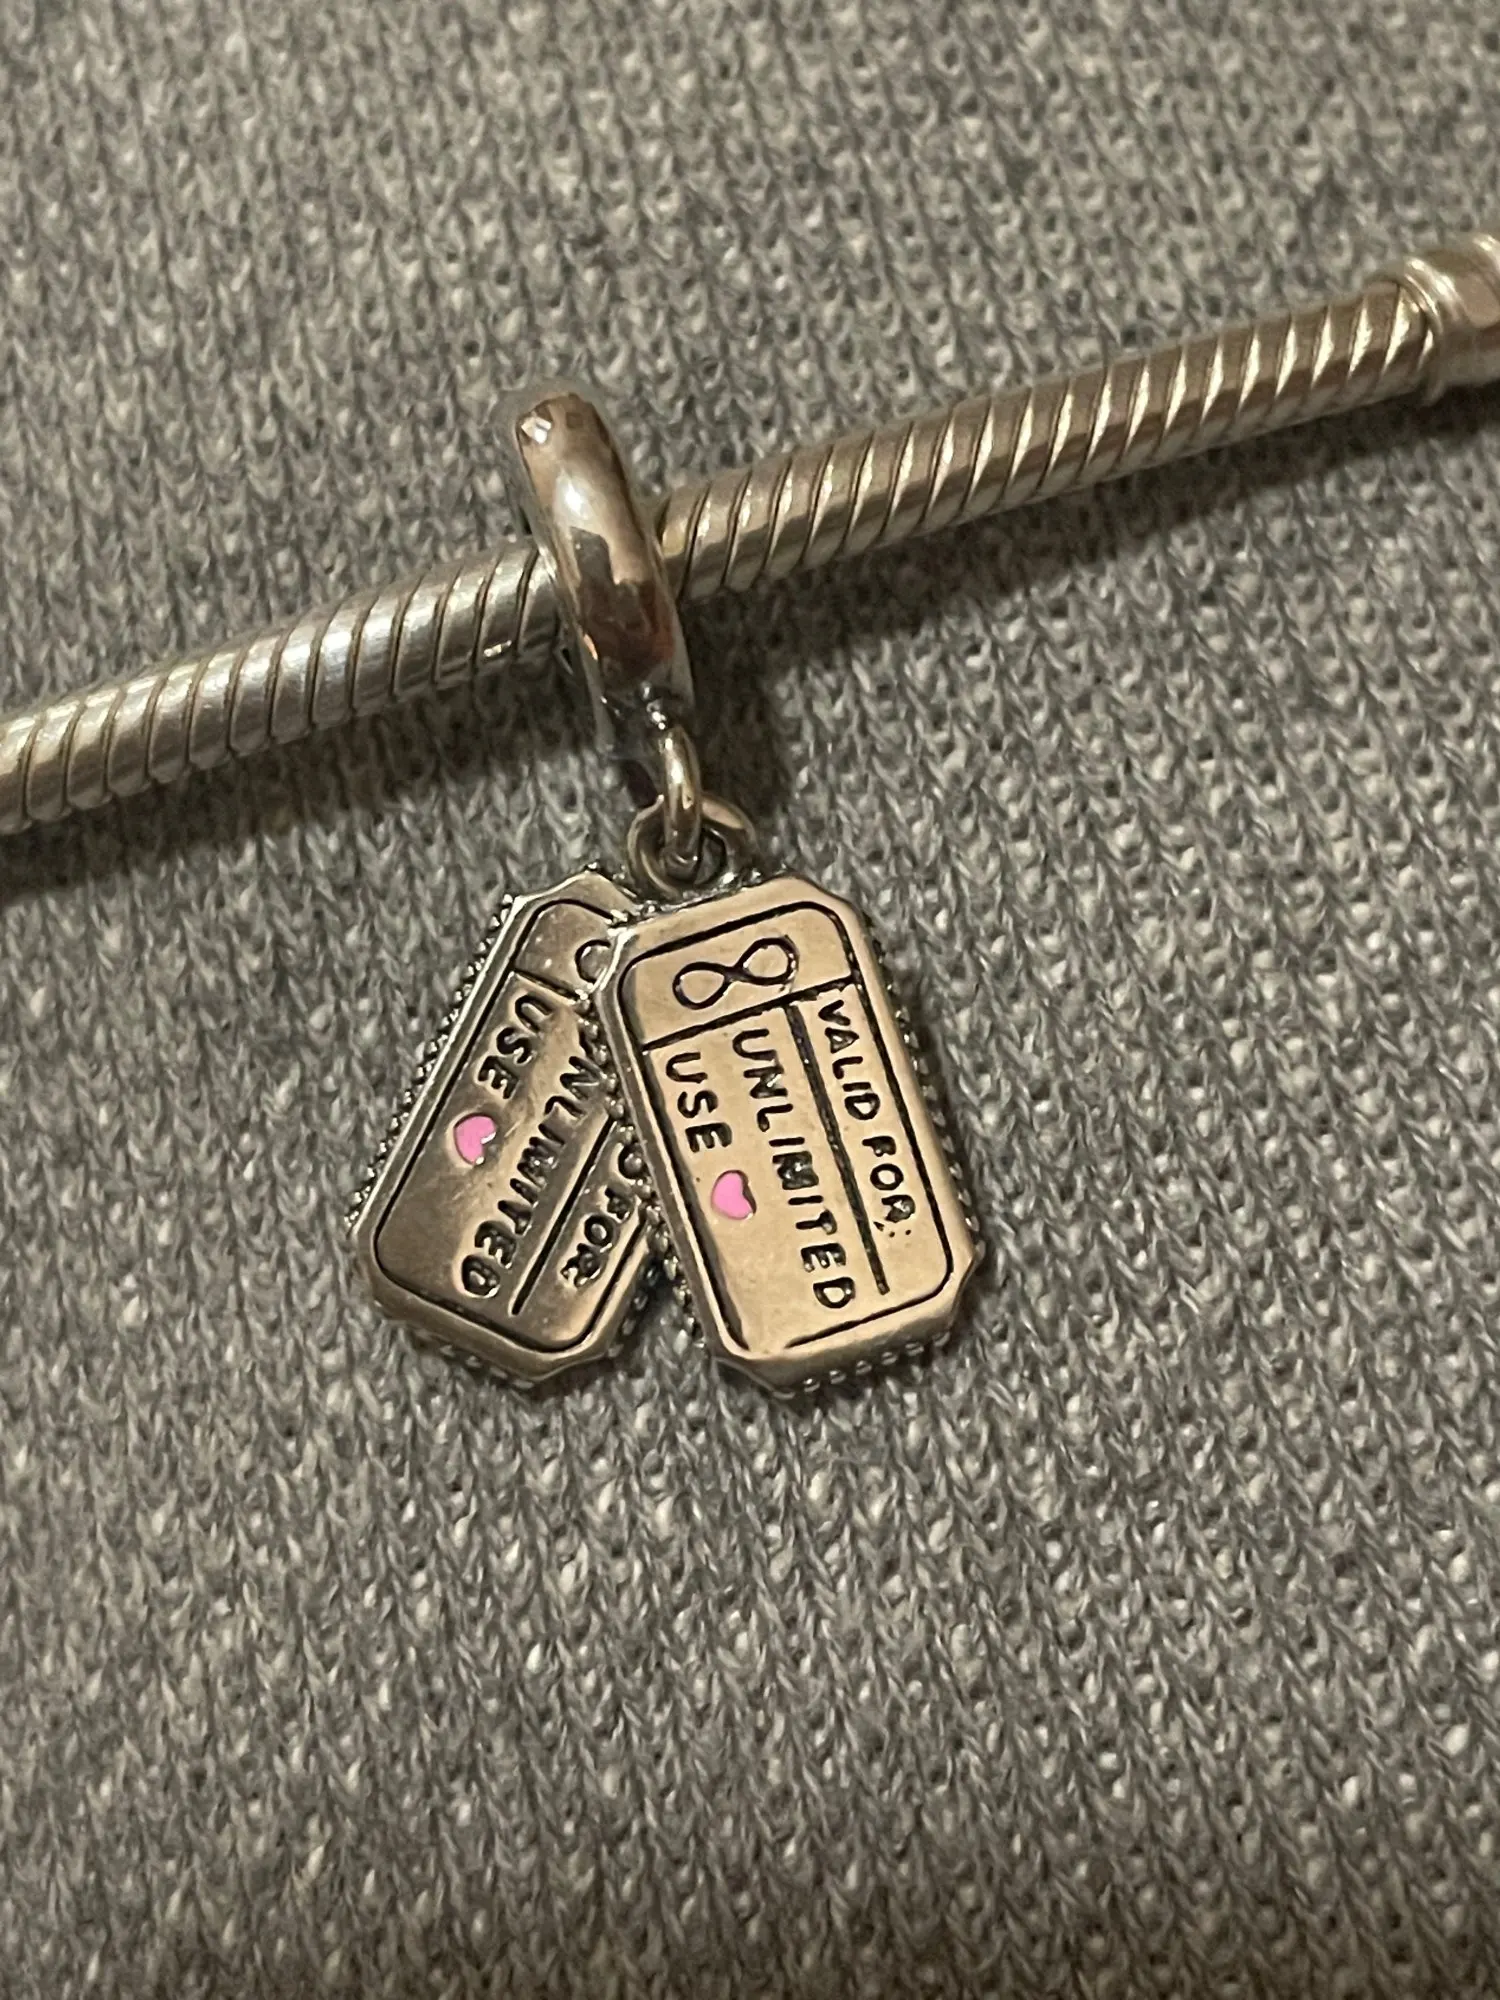 VALID FOR:
UNLIMITED
USE
FOR
UNLIMITED
USE